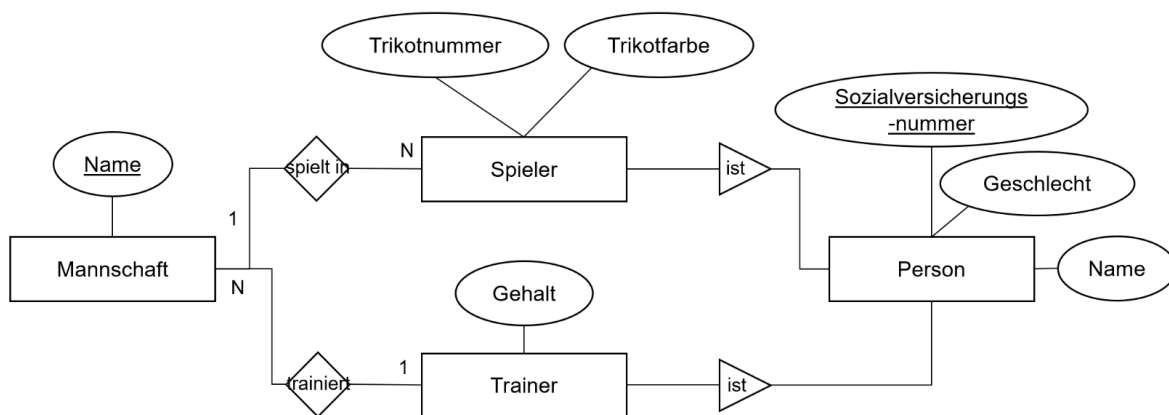 Trikotnummer
Trikotfarbe
Sozialversicherungs
-nummer
Name
spielt in
N
Spieler
ist
Geschlecht
1
Mannschaft
N
Person
Name
Gehalt
trainiert
1
Trainer
ist